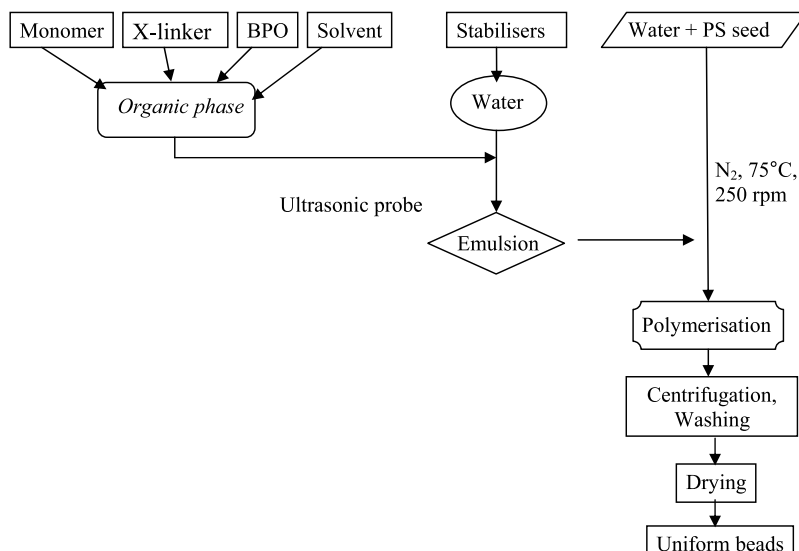 Monomer
X-linker
BPO
Solvent
Stabilisers
Water + PS seed
Organic phase
Water
N₂, 75°C,
250 rpm
Ultrasonic probe
Emulsion
Polymerisation
Centrifugation,
Washing
Drying
Uniform beads